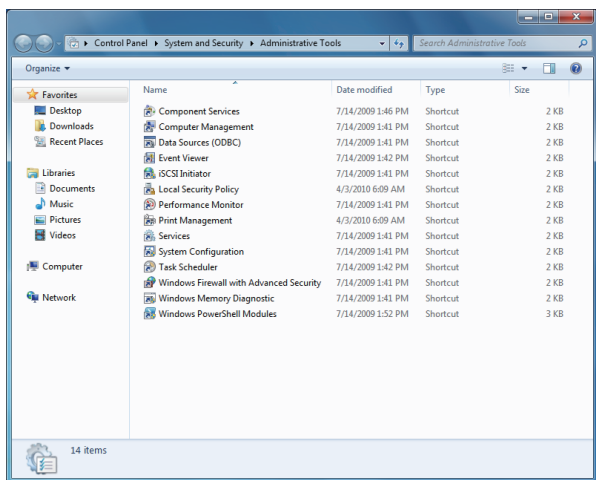 Control Panel ▸ System and Security ▸ Administrative Tools Search Administrative Tools
Organize
Favorites
Desktop
Downloads
Recent Places
Libraries
Documents
Music
Pictures
Videos
Computer
Network
Name Date modified Type Size
Component Services 7/14/2009 1:46 PM Shortcut 2 KB
Computer Management 7/14/2009 1:41 PM Shortcut 2 KB
Data Sources (ODBC) 7/14/2009 1:41 PM Shortcut 2 KB
Event Viewer 7/14/2009 1:42 PM Shortcut 2 KB
iSCSI Initiator 7/14/2009 1:41 PM Shortcut 2 KB
Local Security Policy 4/3/2010 6:09 AM Shortcut 2 KB
Performance Monitor 7/14/2009 1:41 PM Shortcut 2 KB
Print Management 4/3/2010 6:09 AM Shortcut 2 KB
Services 7/14/2009 1:41 PM Shortcut 2 KB
System Configuration 7/14/2009 1:41 PM Shortcut 2 KB
Task Scheduler 7/14/2009 1:42 PM Shortcut 2 KB
Windows Firewall with Advanced Security 7/14/2009 1:41 PM Shortcut 2 KB
Windows Memory Diagnostic 7/14/2009 1:41 PM Shortcut 2 KB
Windows PowerShell Modules 7/14/2009 1:52 PM Shortcut 3 KB
14 items